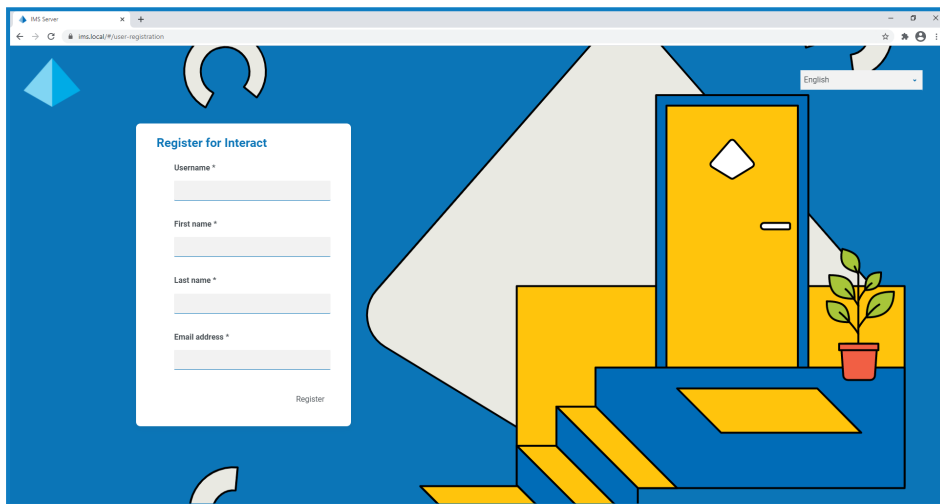 IMS Server
ims.local/#/user-registration
English
Register for Interact
Username *
First name *
Last name *
Email address *
Register